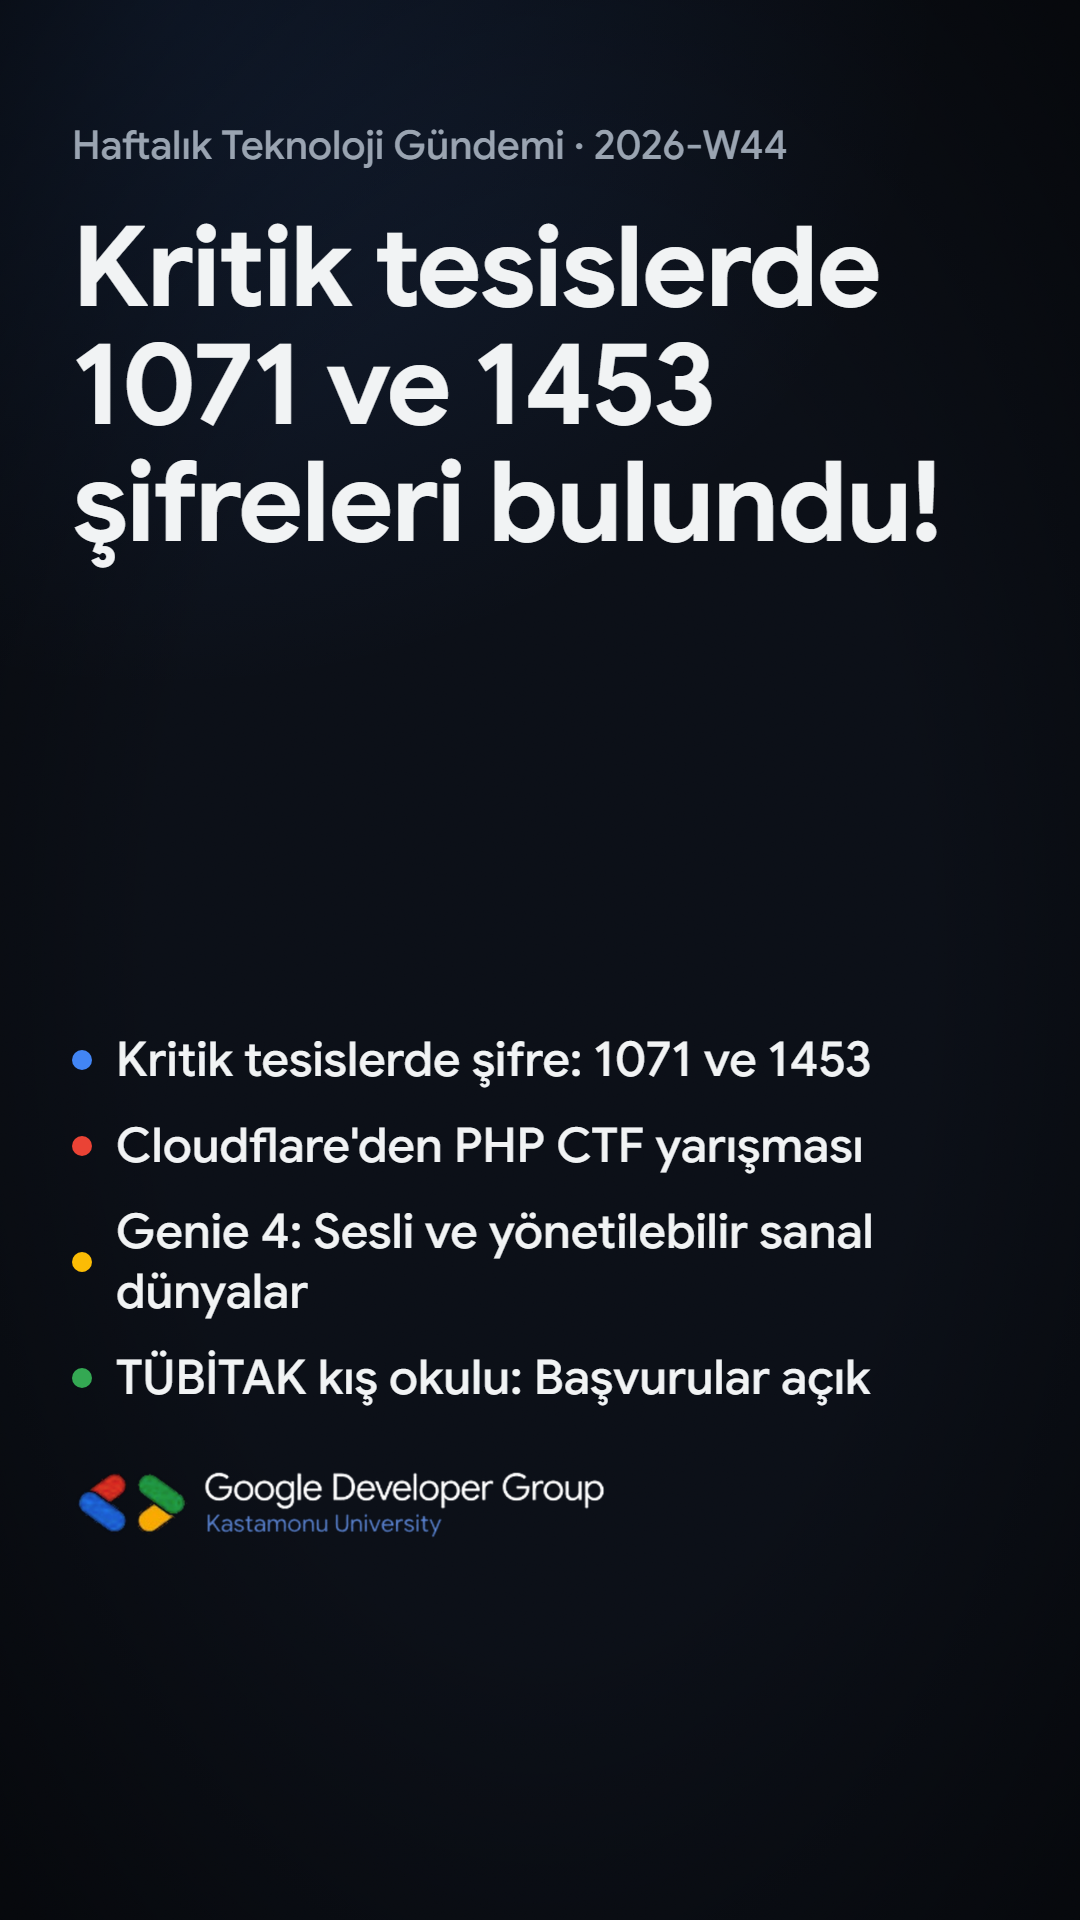 Haftalık Teknoloji Gündemi · 2026-W44
Kritik tesislerde
1071 ve 1453
şifreleri bulundu!
Kritik tesislerde şifre: 1071 ve 1453
Cloudflare'den PHP CTF yarışması
Genie 4: Sesli ve yönetilebilir sanal
dünyalar
TÜBİTAK kış okulu: Başvurular açık
Google Developer Group
Kastamonu University